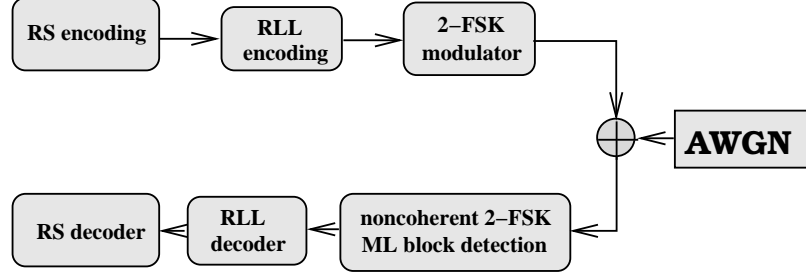 RS encoding
RLL
encoding
2−FSK
modulator
AWGN
RS decoder
RLL
decoder
noncoherent 2−FSK
ML block detection